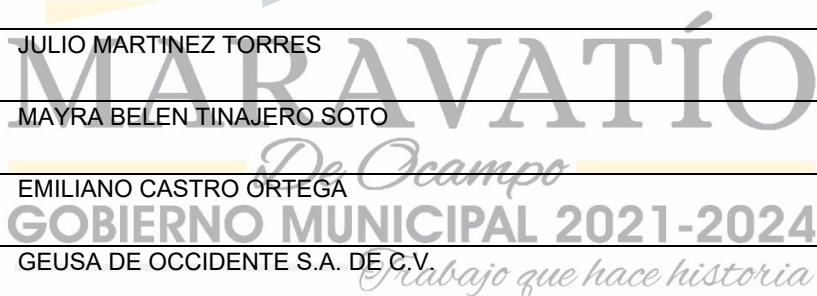 JULIO MARTINEZ TORRES
MARAVATÍO
MAYRA BELEN TINAJERO SOTO
De Ocampo
EMILIANO CASTRO ORTEGA
GOBIERNO MUNICIPAL 2021-2024
GEUSA DE OCCIDENTE S.A. DE C.V.
Trabajo que hace historia